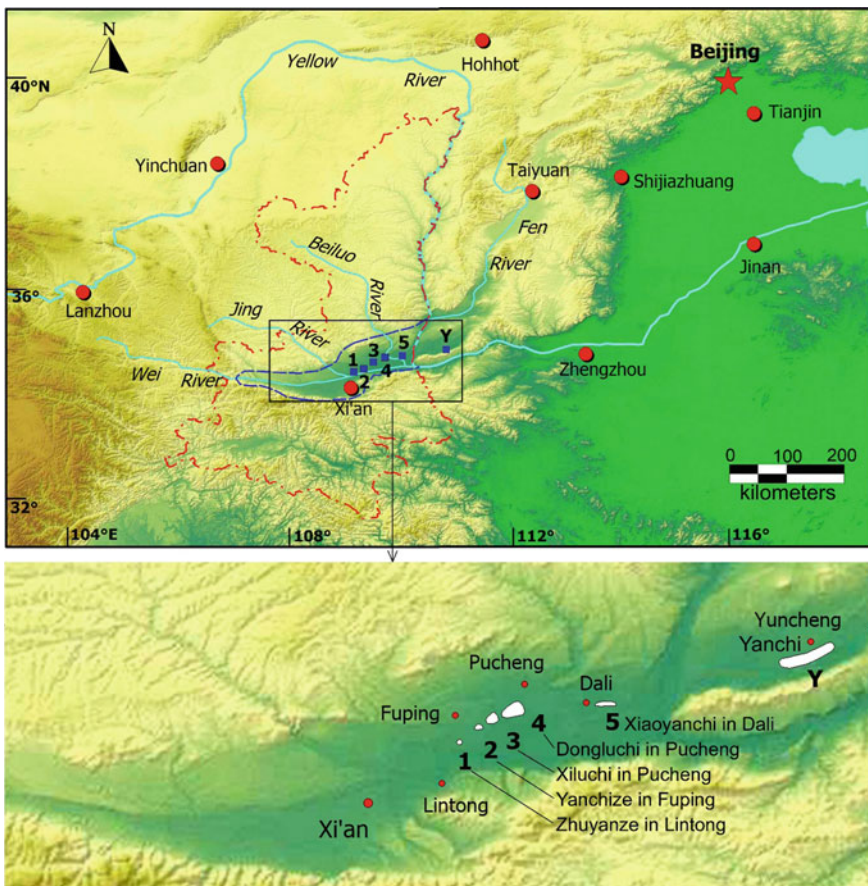 N
Hohhot
Beijing
40°N
Yellow
River
Tianjin
Yinchuan
Taiyuan
Shijiazhuang
Fen
River
Beiluo
River
Jinan
36°
Lanzhou
Jing
River
Y
5
3
1
4
2
Wei
River
Zhengzhou
Xi'an
0 100 200
kilometers
32°
104°E
108°
112°
116°
Yuncheng
Yanchi
Y
Pucheng
Dali
Fuping
5 Xiaoyanchi in Dali
4
Dongluchi in Pucheng
3
Xiluchi in Pucheng
2
Yanchize in Fuping
1
Zhuyanze in Lintong
Lintong
Xi'an